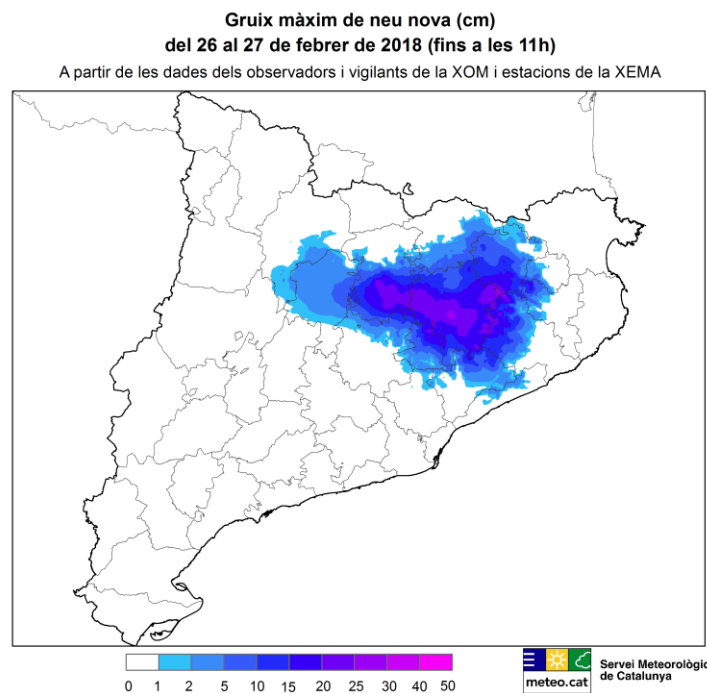 Gruix màxim de neu nova (cm)
del 26 al 27 de febrer de 2018 (fins a les 11h)
A partir de les dades dels observadors i vigilants de la XOM i estacions de la XEMA
0 1 2 5 10 15 20 25 30 40 50
meteo.cat
Servei Meteorològic
de Catalunya